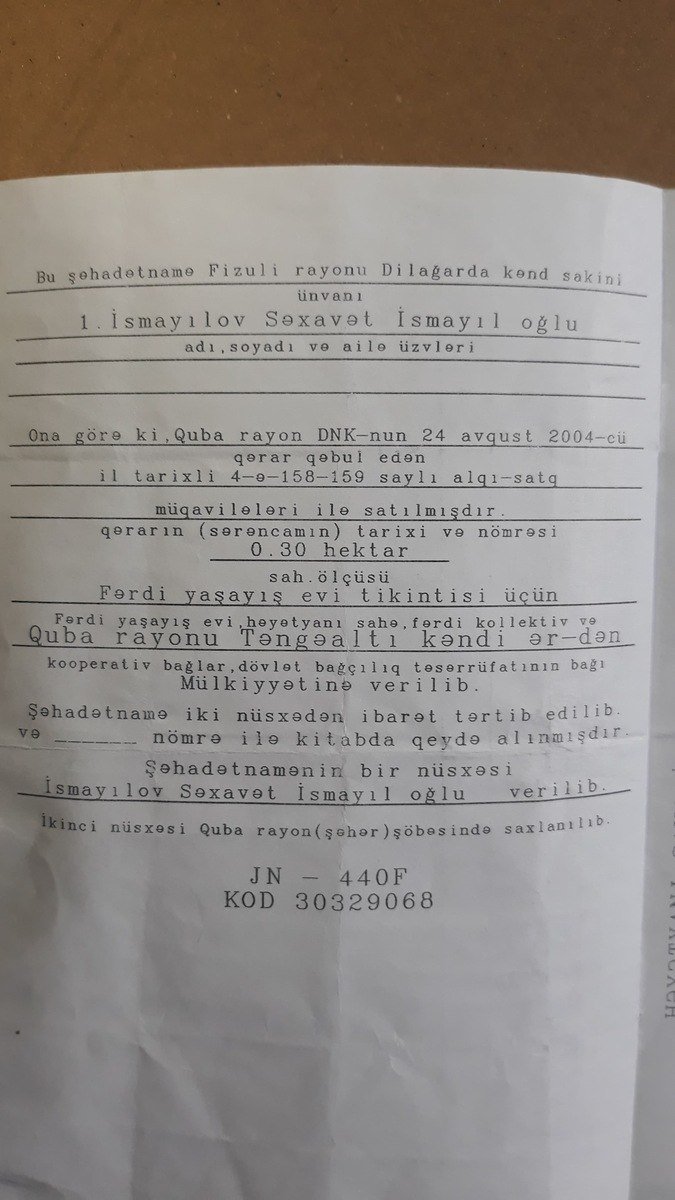 Bu şəhadətnamə Fizuli rayonu Dilağarda kənd sakini
ünvanı
1.İsmayılov Səxavət İsmayıl oğlu
adı,soyadı və ailə üzvləri
Ona görə ki,Quba rayon DNK-nun 24 avqust 2004-cü
qərar qəbul edən
il tarixli 4-ə-158-159 saylı alqı-satq
müqavilələri ilə satılmışdır.
qərarın (sərəncamın) tarixi və nömrəsi
0.30 hektar
sah.ölçüsü
Fərdi yaşayış evi tikintisi üçün
Fərdi yaşayış evi,həyətyanı sahə,fərdi kollektiv və
Quba rayonu Təngəaltı kəndi ər-dən
kooperativ bağlar,dövlət bağçılıq təsərrüfatının bağı
Mülkiyyətinə verilib.
Şəhadətnamə iki nüsxədən ibarət tərtib edilib.
və _______ nömrə ilə kitabda qeydə alınmışdır.
Şəhadətnamənin bir nüsxəsi
İsmayılov Səxavət İsmayıl oğlu verilib.
İkinci nüsxəsi Quba rayon(şəhər)şöbəsində saxlanılıb.
JN - 440F
KOD 30329068